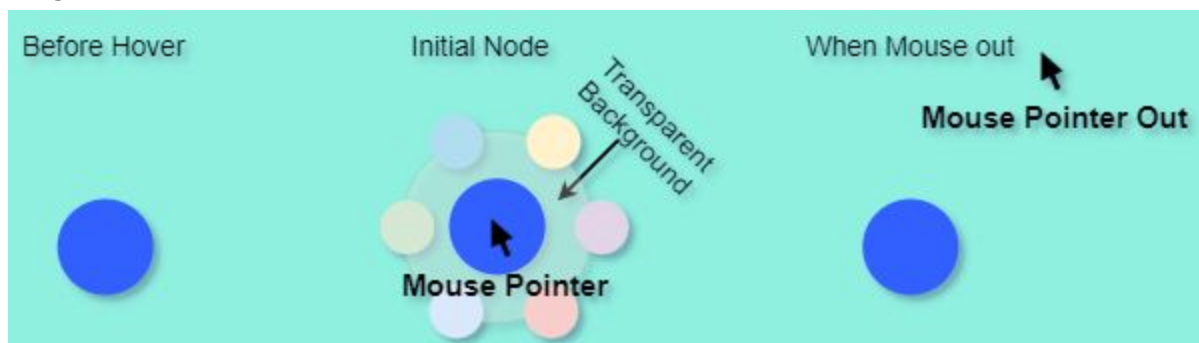 Before Hover
Initial Node
When Mouse out
Transparent
Background
Mouse Pointer Out
Mouse Pointer